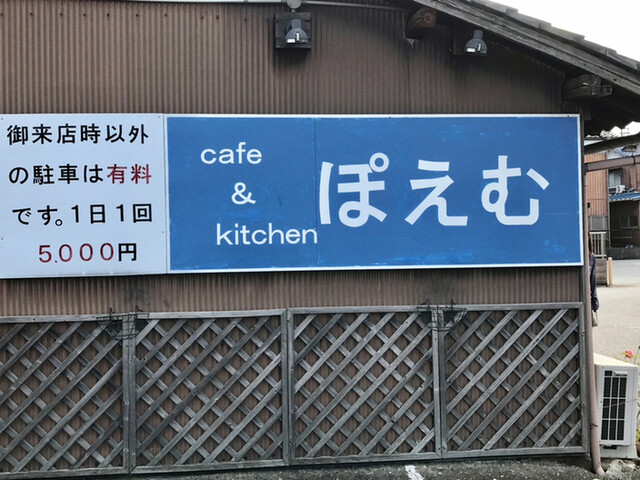 御来店時以外
の駐車は有料
です。1日1回
5,000円
cafe
&
kitchen
ぽえむ